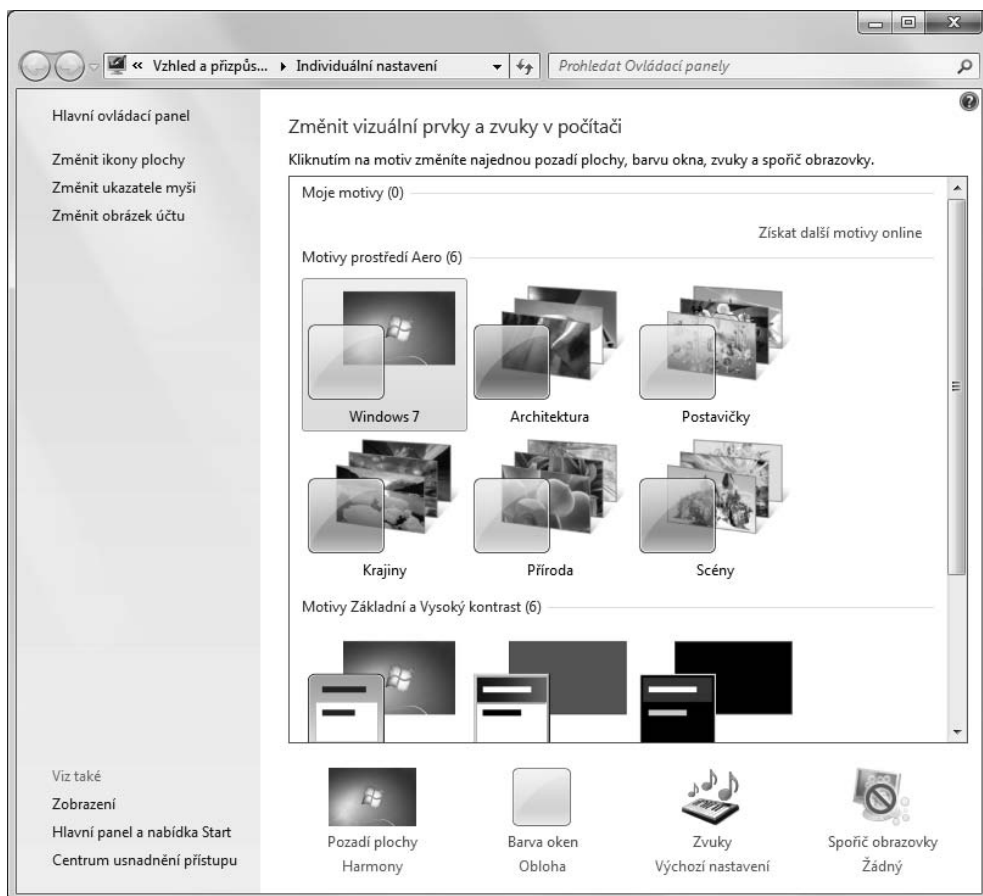 « Vzhled a přizpůs... ▸ Individuální nastavení
Prohledat Ovládací panely
Hlavní ovládací panel
Změnit ikony plochy
Změnit ukazatele myši
Změnit obrázek účtu
Změnit vizuální prvky a zvuky v počítači
Kliknutím na motiv změníte najednou pozadí plochy, barvu okna, zvuky a spořič obrazovky.
Moje motivy (0)
Získat další motivy online
Motivy prostředí Aero (6)
Windows 7
Architektura
Postavičky
Krajiny
Příroda
Scény
Motivy Základní a Vysoký kontrast (6)
Viz také
Zobrazení
Hlavní panel a nabídka Start
Centrum usnadnění přístupu
Pozadí plochy
Harmony
Barva oken
Obloha
Zvuky
Výchozí nastavení
Spořič obrazovky
Žádný